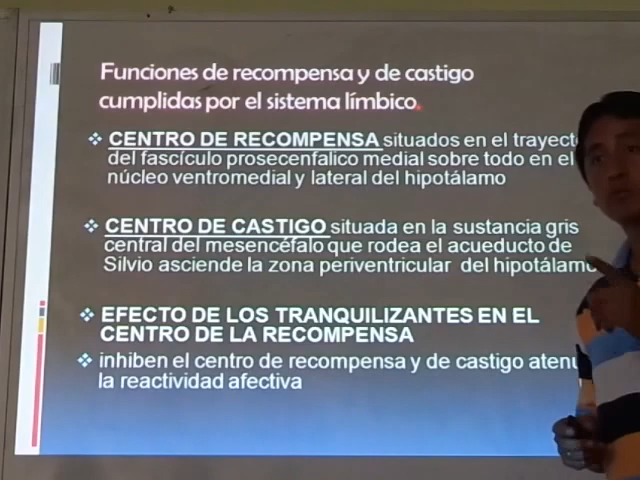 Funciones de recompensa y de castigo
cumplidas por el sistema límbico.
CENTRO DE RECOMPENSA situados en el
del fascículo prosecenfalico medial sobre todo en el
núcleo ventromedial y lateral del hipotálamo
CENTRO DE CASTIGO situada en la sustancia gris
central del mesencéfalo que rodea el acueducto de
Silvio asciende la zona periventricular del
EFECTO DE LOS TRANQUILIZANTES EN EL
CENTRO DE LA RECOMPENSA
inhiben el centro de recompensa y de castigo
la reactividad afectiva